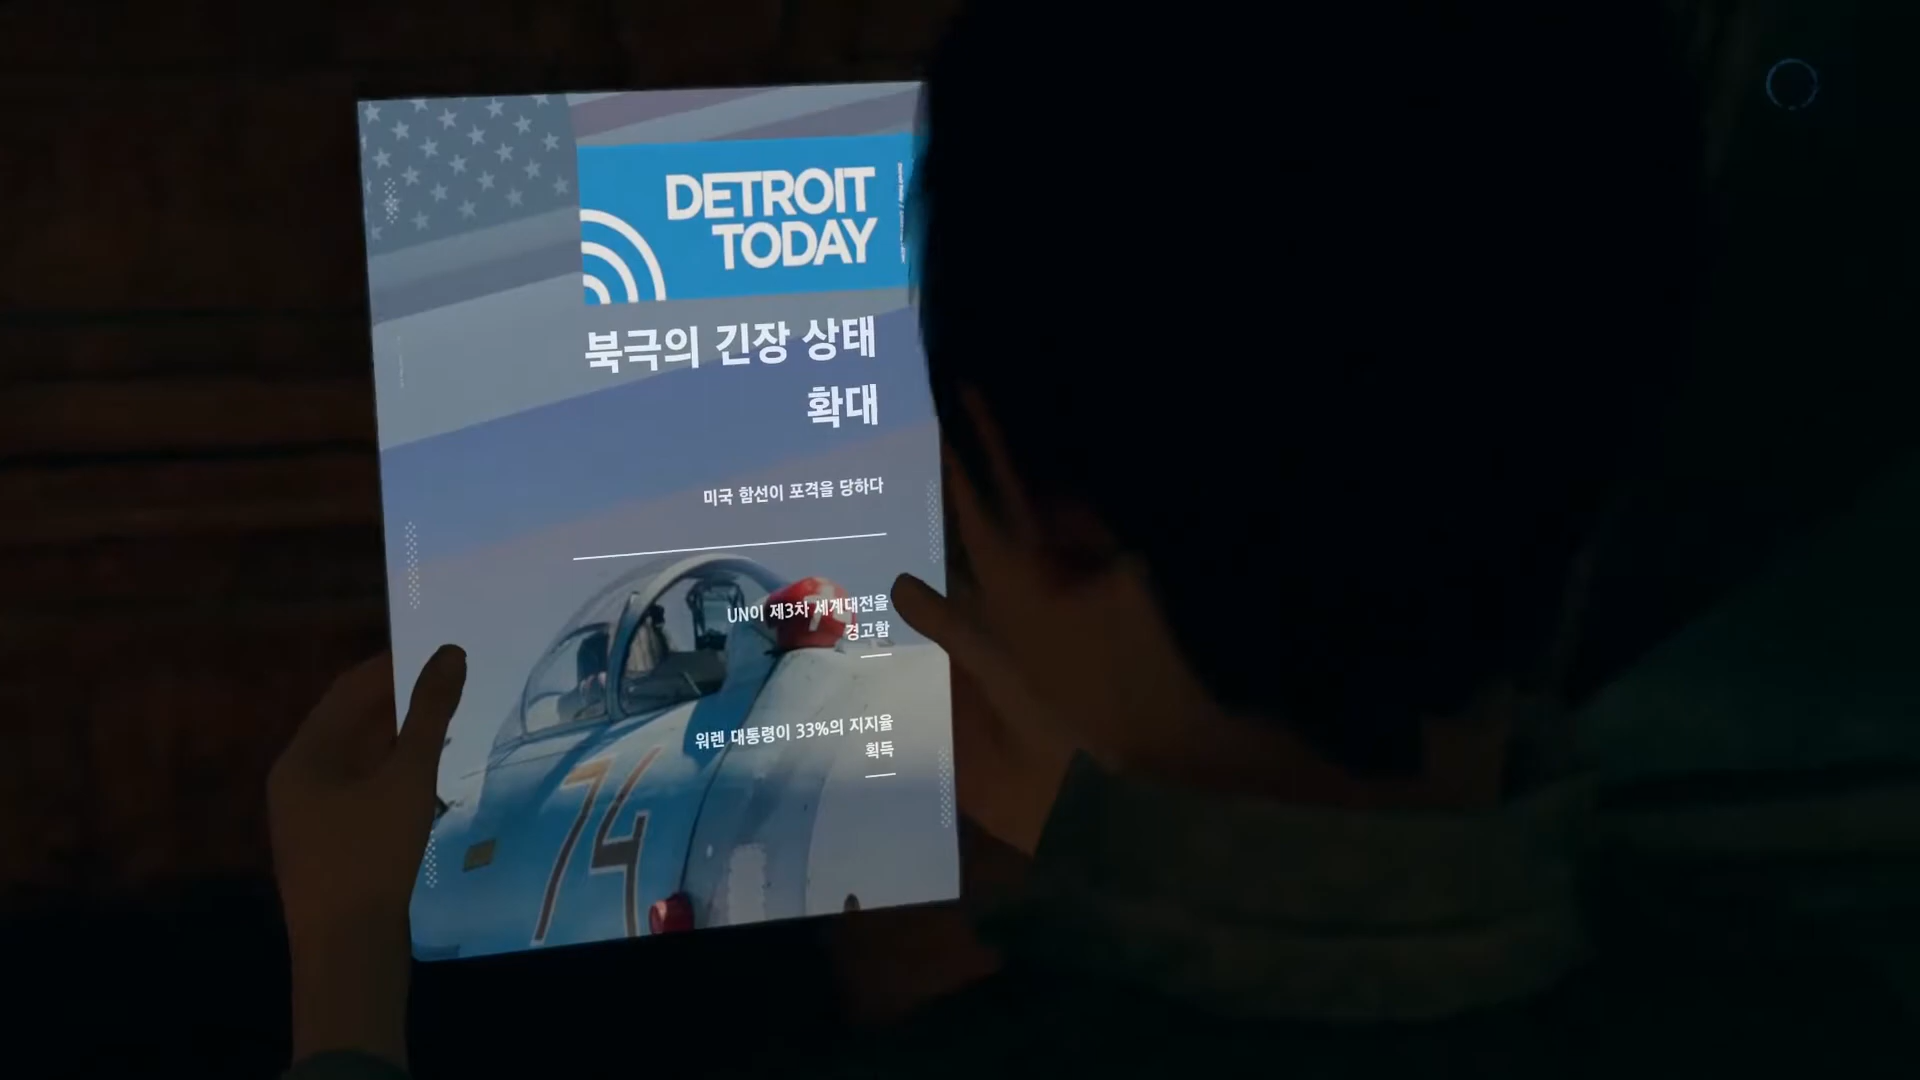 DETROIT
TODAY
북극의 긴장 상태
확대
미국 함선이 포격을 당하다
UN이 제3차 세계대전을
경고함
워렌 대통령이 33%의 지지율
획득
74